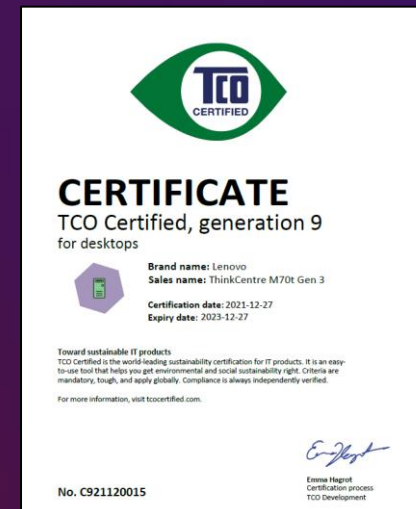 TCO
CERTIFIED
CERTIFICATE
TCO Certified, generation 9
for desktops
Brand name: Lenovo
Sales name: ThinkCentre M70t Gen 3
Certification date: 2021-12-27
Expiry date: 2023-12-27
Toward sustainable IT products
TCO Certified is the world-leading sustainability certification for IT products. It is an easy-
to-use tool that helps you get environmental and social sustainability right. Criteria are
mandatory, tough, and apply globally. Compliance is always independently verified.
For more information, visit tcocertified.com.
Emma Hagrot
Certification process
TCO Development
No. C921120015